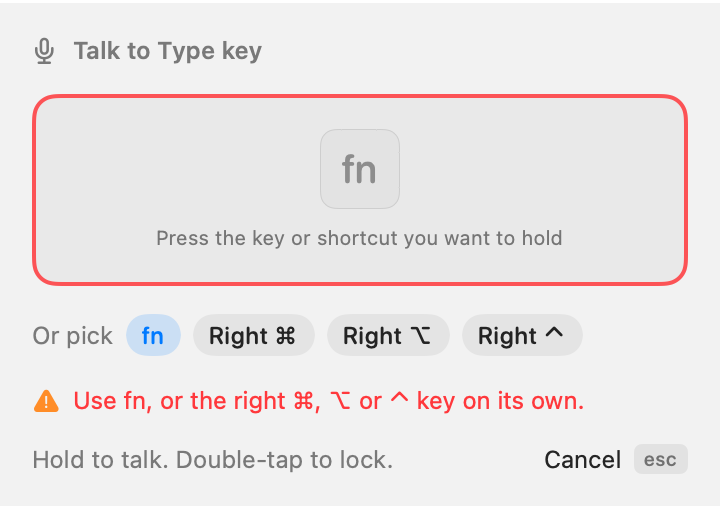 Talk to Type key
fn
Press the key or shortcut you want to hold
Or pick fn Right ⌘ Right ⌥ Right ^
Use fn, or the right ⌘, ⌥ or ^ key on its own.
Hold to talk. Double-tap to lock. Cancel esc